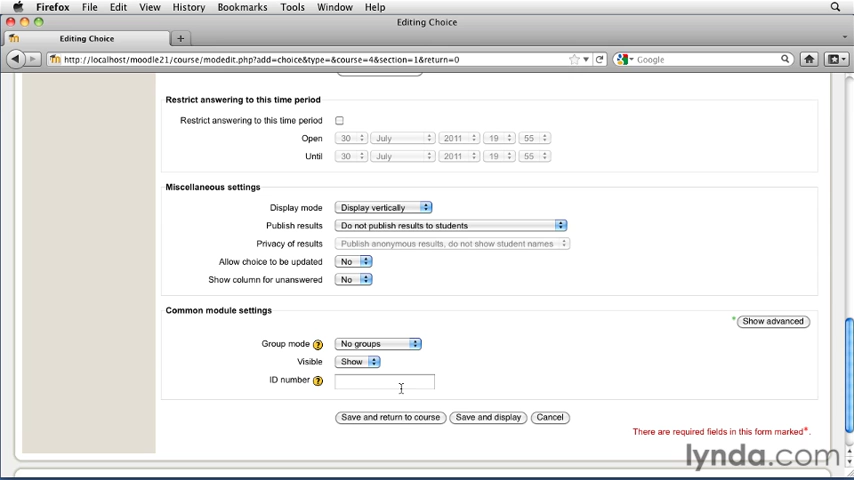 Firefox File Edit View History Bookmarks Tools Window Help
Editing Choice
Editing Choice
http://localhost/moodle21/course/modedit.php?add=choice&type=&course=4&section=1&return=0
Google
Restrict answering to this time period
Restrict answering to this time period
Open 30 July 2011 19 55
Until 30 July 2011 19 55
Miscellaneous settings
Display mode Display vertically
Publish results Do not publish results to students
Privacy of results Publish anonymous results, do not show student names
Allow choice to be updated No
Show column for unanswered No
Common module settings
* Show advanced
Group mode ? No groups
Visible Show
ID number ?
Save and return to course Save and display Cancel
There are required fields in this form marked*.
lynda.com